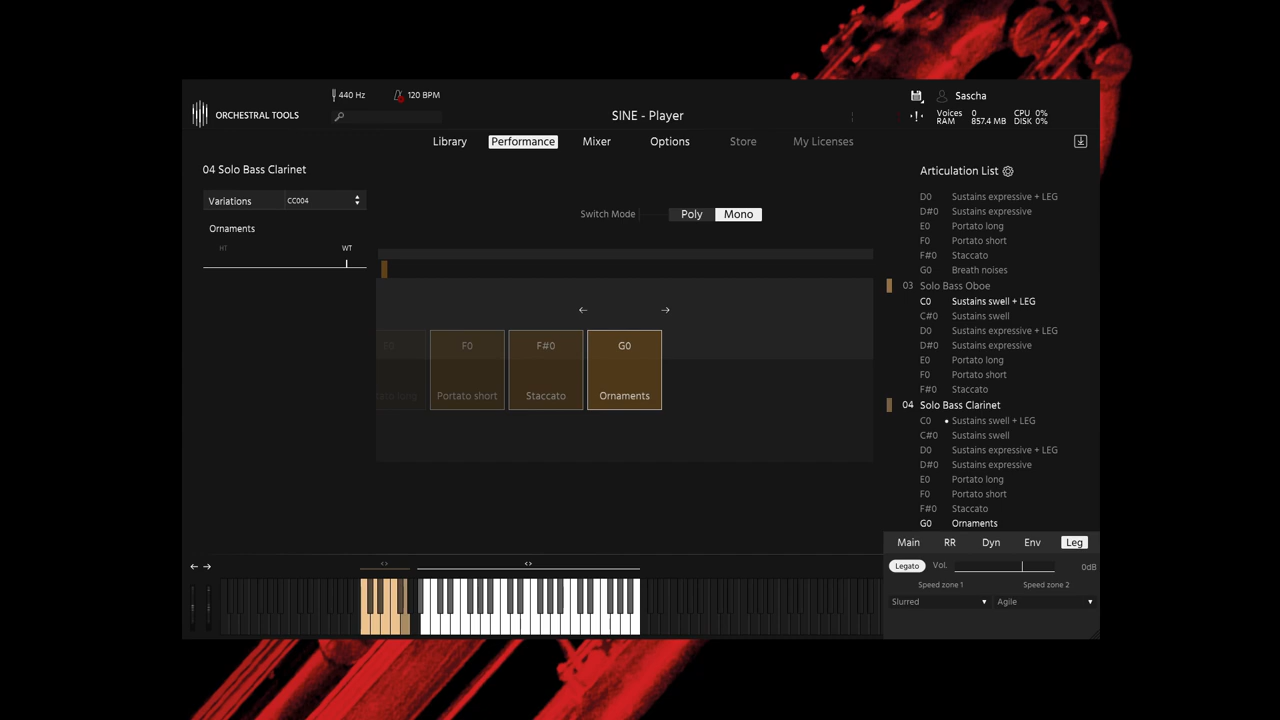 440 Hz
120 BPM
ORCHESTRAL TOOLS
SINE - Player
Sascha
Voices 0 CPU 0%
RAM 857.4 MB DISK 0%
Library Performance Mixer Options Store My Licenses
04 Solo Bass Clarinet
Variations CC004
Ornaments
HT WT
Switch Mode Poly Mono
F0 F#0 G0
Portato short Staccato Ornaments
Articulation List
D0 Sustains expressive + LEG
D#0 Sustains expressive
E0 Portato long
F0 Portato short
F#0 Staccato
G0 Breath noises
03 Solo Bass Oboe
C0 Sustains swell + LEG
C#0 Sustains swell
D0 Sustains expressive + LEG
D#0 Sustains expressive
E0 Portato long
F0 Portato short
F#0 Staccato
04 Solo Bass Clarinet
C0 Sustains swell + LEG
C#0 Sustains swell
D0 Sustains expressive + LEG
D#0 Sustains expressive
E0 Portato long
F0 Portato short
F#0 Staccato
G0 Ornaments
Main RR Dyn Env Leg
Legato Vol. 0dB
Speed zone 1 Speed zone 2
Slurred Agile